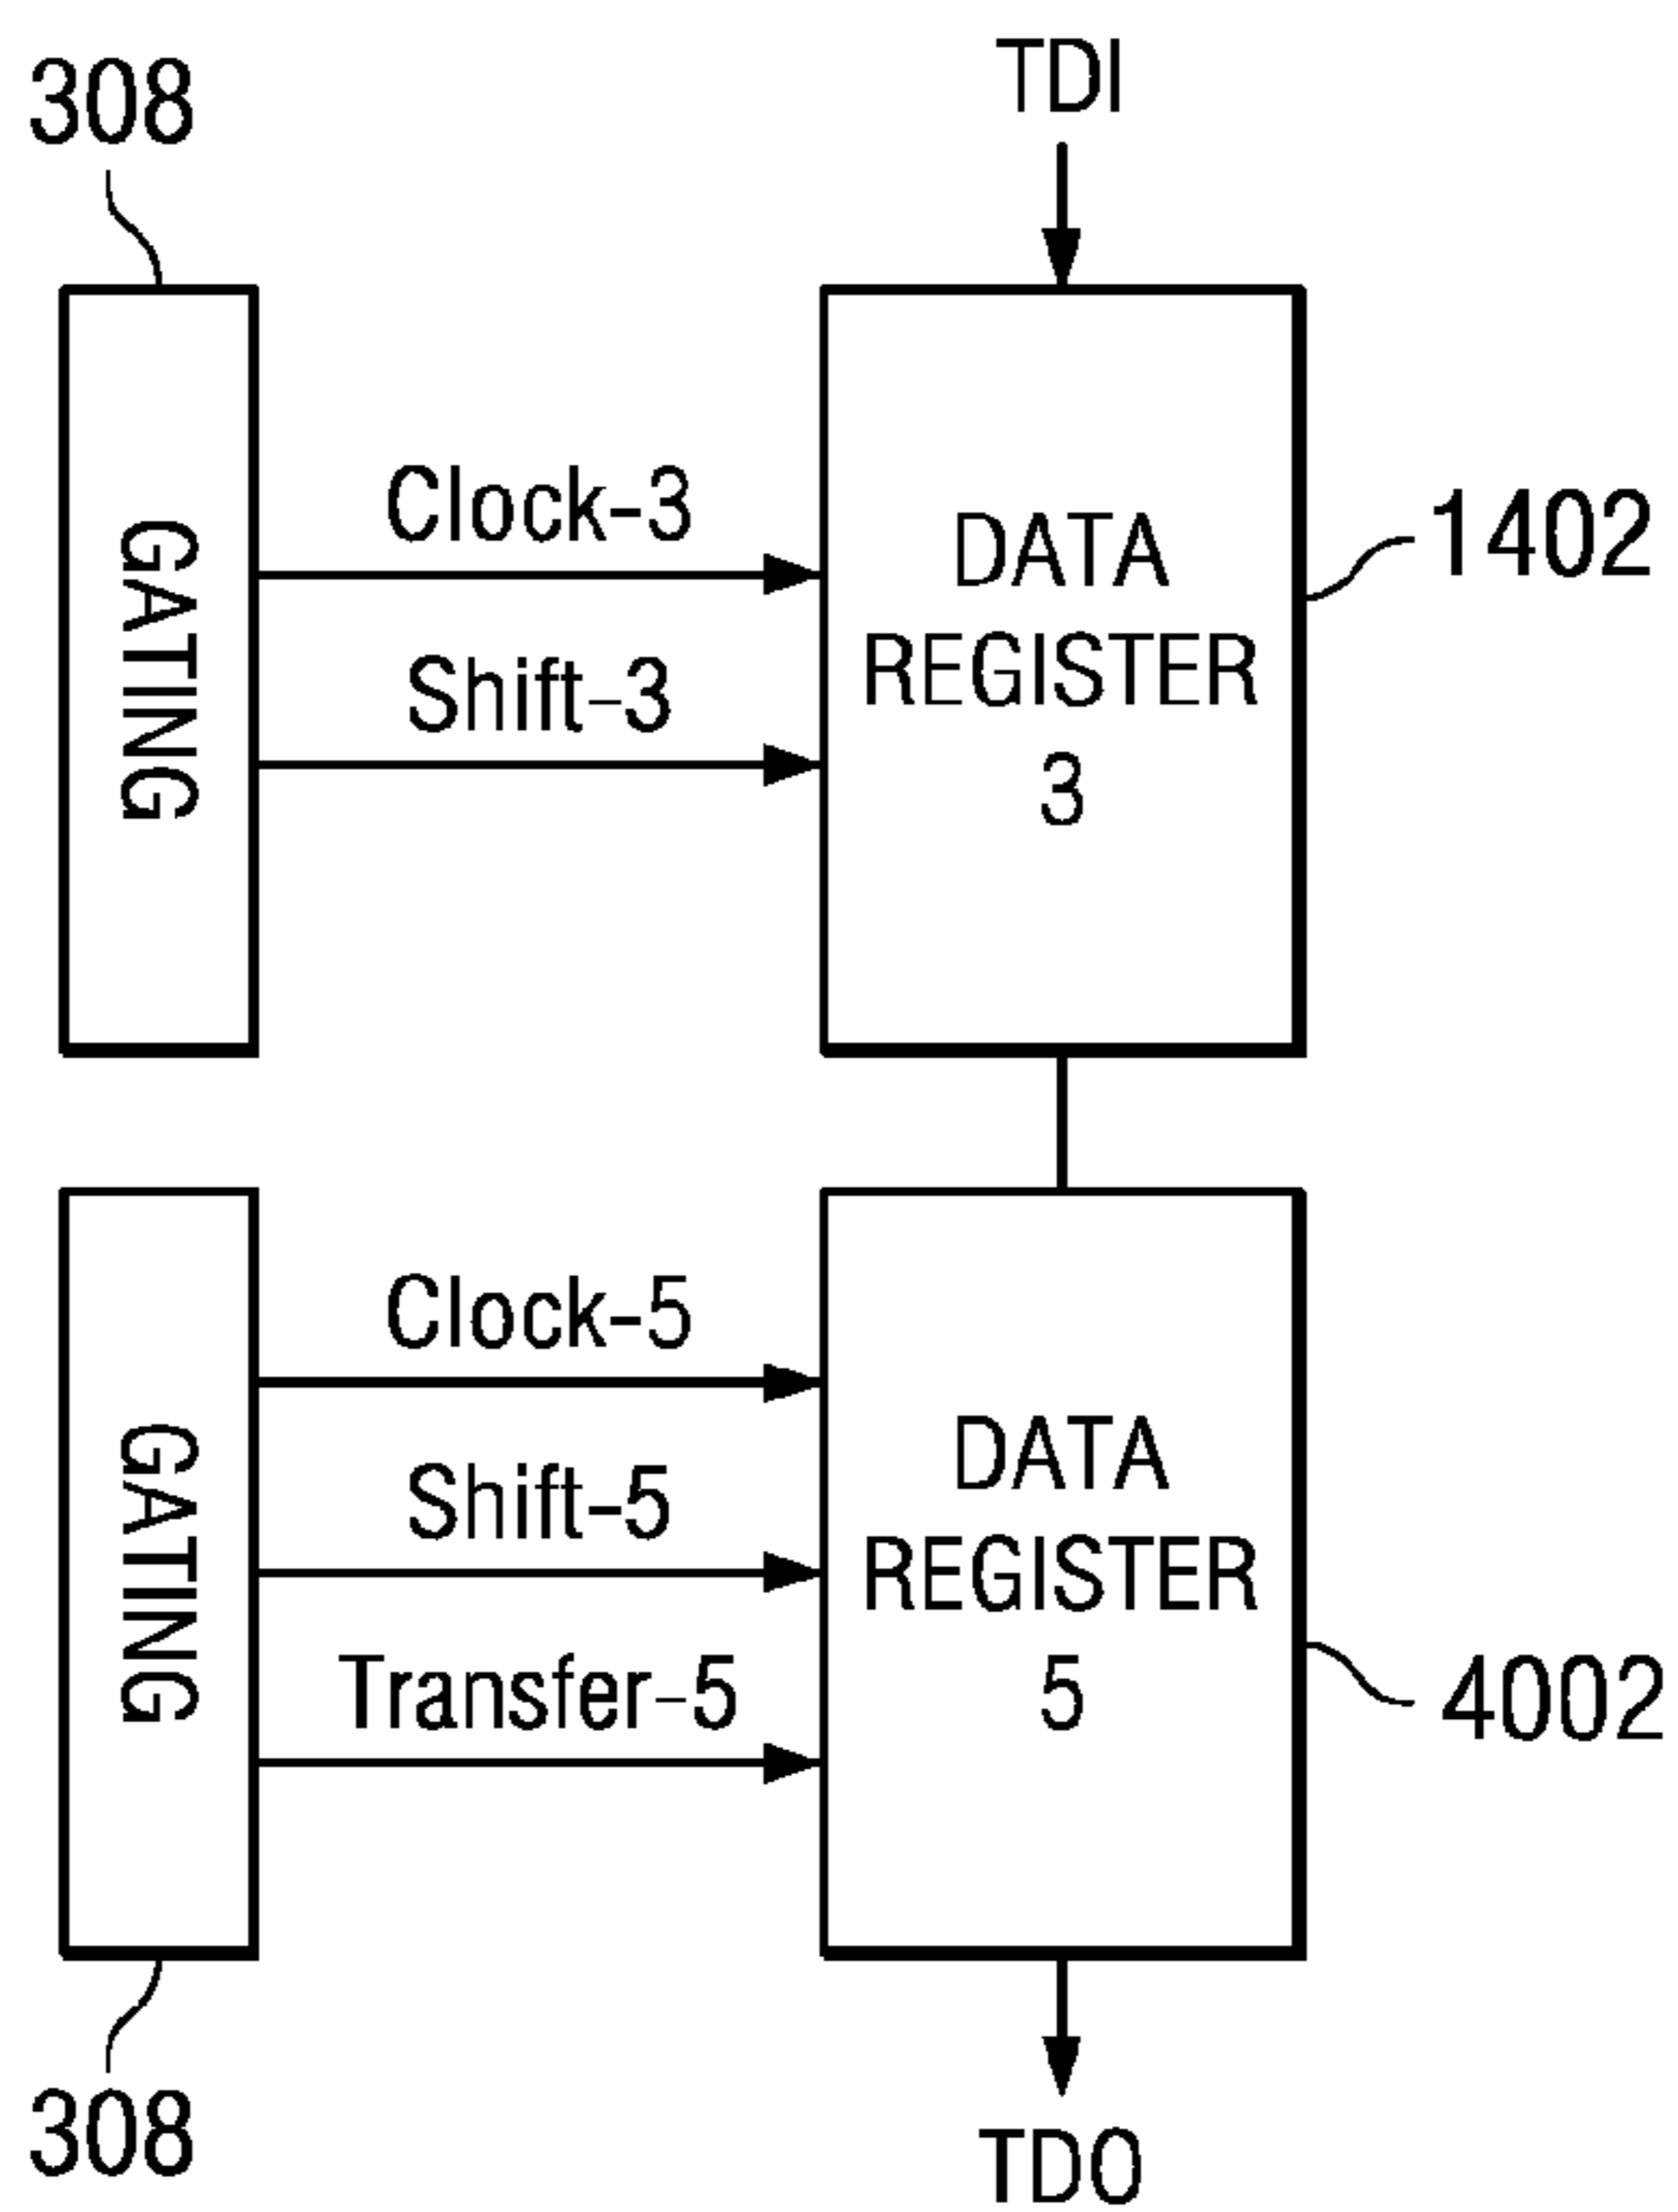 308
TDI
GATING
Clock-3
Shift-3
DATA
REGISTER
3
1402
GATING
Clock-5
Shift-5
Transfer-5
DATA
REGISTER
5
4002
308
TDO